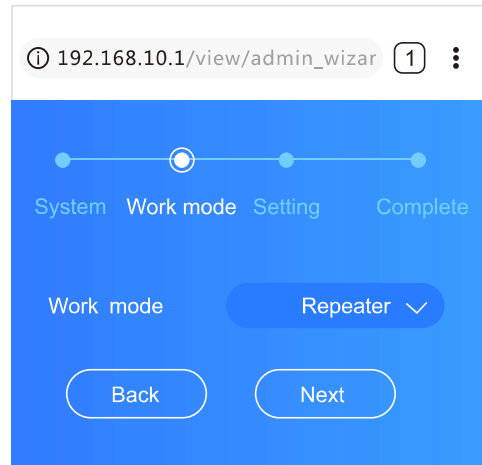 192.168.10.1/view/admin_wizar 1
System Work mode Setting Complete
Work mode Repeater
Back Next